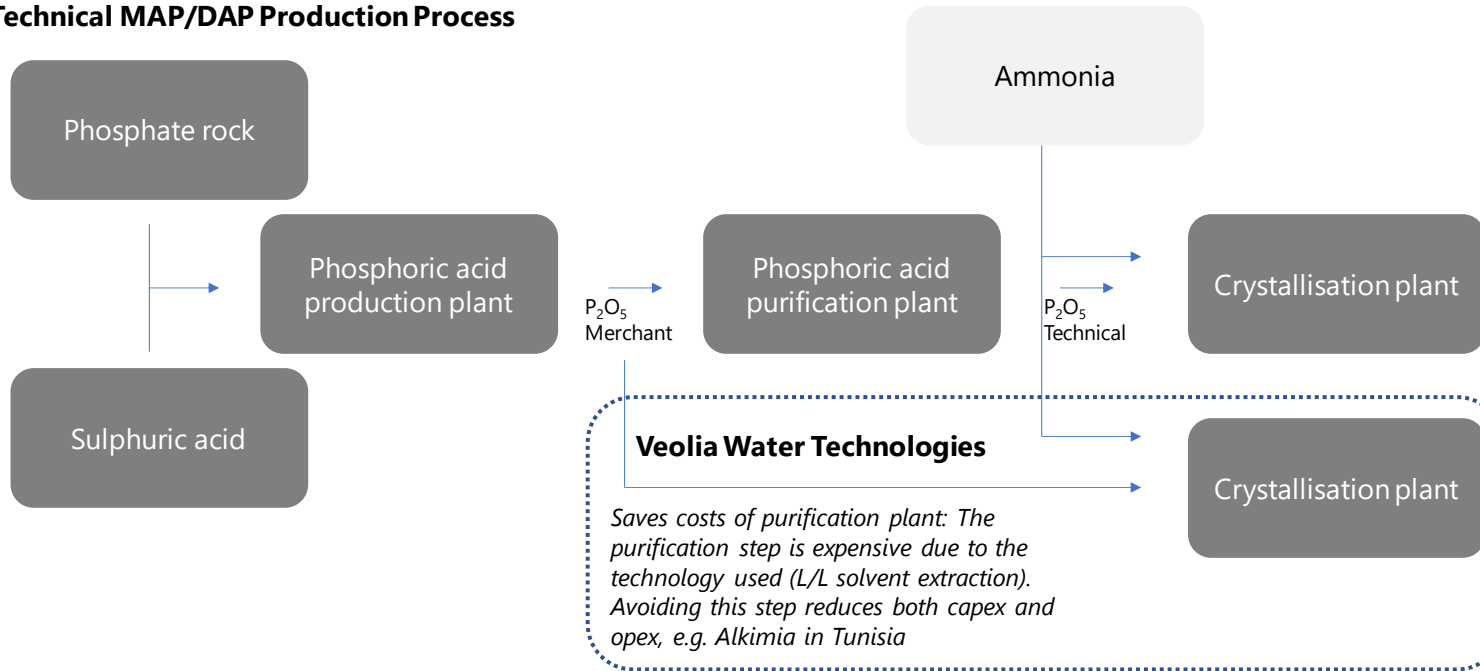 Technical MAP/DAP Production Process
Ammonia
Phosphate rock
Phosphoric acid
production plant
P₂O₅
Merchant
Phosphoric acid
purification plant
P₂O₅
Technical
Crystallisation plant
Sulphuric acid
Veolia Water Technologies
Crystallisation plant
Saves costs of purification plant: The
purification step is expensive due to the
technology used (L/L solvent extraction).
Avoiding this step reduces both capex and
opex, e.g. Alkimia in Tunisia